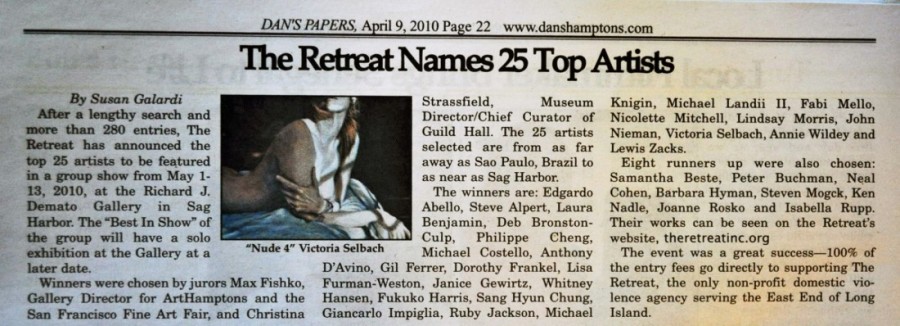 DAN'S PAPERS, April 9, 2010 Page 22 www.danshamptons.com
The Retreat Names 25 Top Artists
By Susan Galardi
After a lengthy search and
more than 280 entries, The
Retreat has announced the
top 25 artists to be featured
in a group show from May 1-
13, 2010, at the Richard J.
Demato Gallery in Sag
Harbor. The "Best In Show" of
the group will have a solo
exhibition at the Gallery at a
later date.
Winners were chosen by jurors Max Fishko,
Gallery Director for ArtHamptons and the
San Francisco Fine Art Fair, and Christina
"Nude 4" Victoria Selbach
Strassfield, Museum
Director/Chief Curator of
Guild Hall. The 25 artists
selected are from as far
away as Sao Paulo, Brazil to
as near as Sag Harbor.
The winners are: Edgardo
Abello, Steve Alpert, Laura
Benjamin, Deb Bronston-
Culp, Philippe Cheng,
Michael Costello, Anthony
D'Avino, Gil Ferrer, Dorothy Frankel, Lisa
Furman-Weston, Janice Gewirtz, Whitney
Hansen, Fukuko Harris, Sang Hyun Chung,
Giancarlo Impiglia, Ruby Jackson, Michael
Knigin, Michael Landii II, Fabi Mello,
Nicolette Mitchell, Lindsay Morris, John
Nieman, Victoria Selbach, Annie Wildey and
Lewis Zacks.
Eight runners up were also chosen:
Samantha Beste, Peter Buchman, Neal
Cohen, Barbara Hyman, Steven Mogck, Ken
Nadle, Joanne Rosko and Isabella Rupp.
Their works can be seen on the Retreat's
website, theretreatinc.org
The event was a great success—100% of
the entry fees go directly to supporting The
Retreat, the only non-profit domestic vio-
lence agency serving the East End of Long
Island.